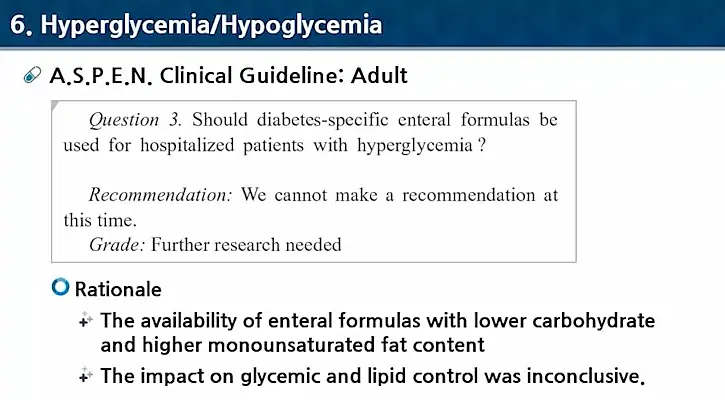 6. Hyperglycemia/Hypoglycemia
A.S.P.E.N. Clinical Guideline: Adult
Question 3. Should diabetes-specific enteral formulas be
used for hospitalized patients with hyperglycemia ?
Recommendation: We cannot make a recommendation at
this time.
Grade: Further research needed
Rationale
The availability of enteral formulas with lower carbohydrate
and higher monounsaturated fat content
The impact on glycemic and lipid control was inconclusive.